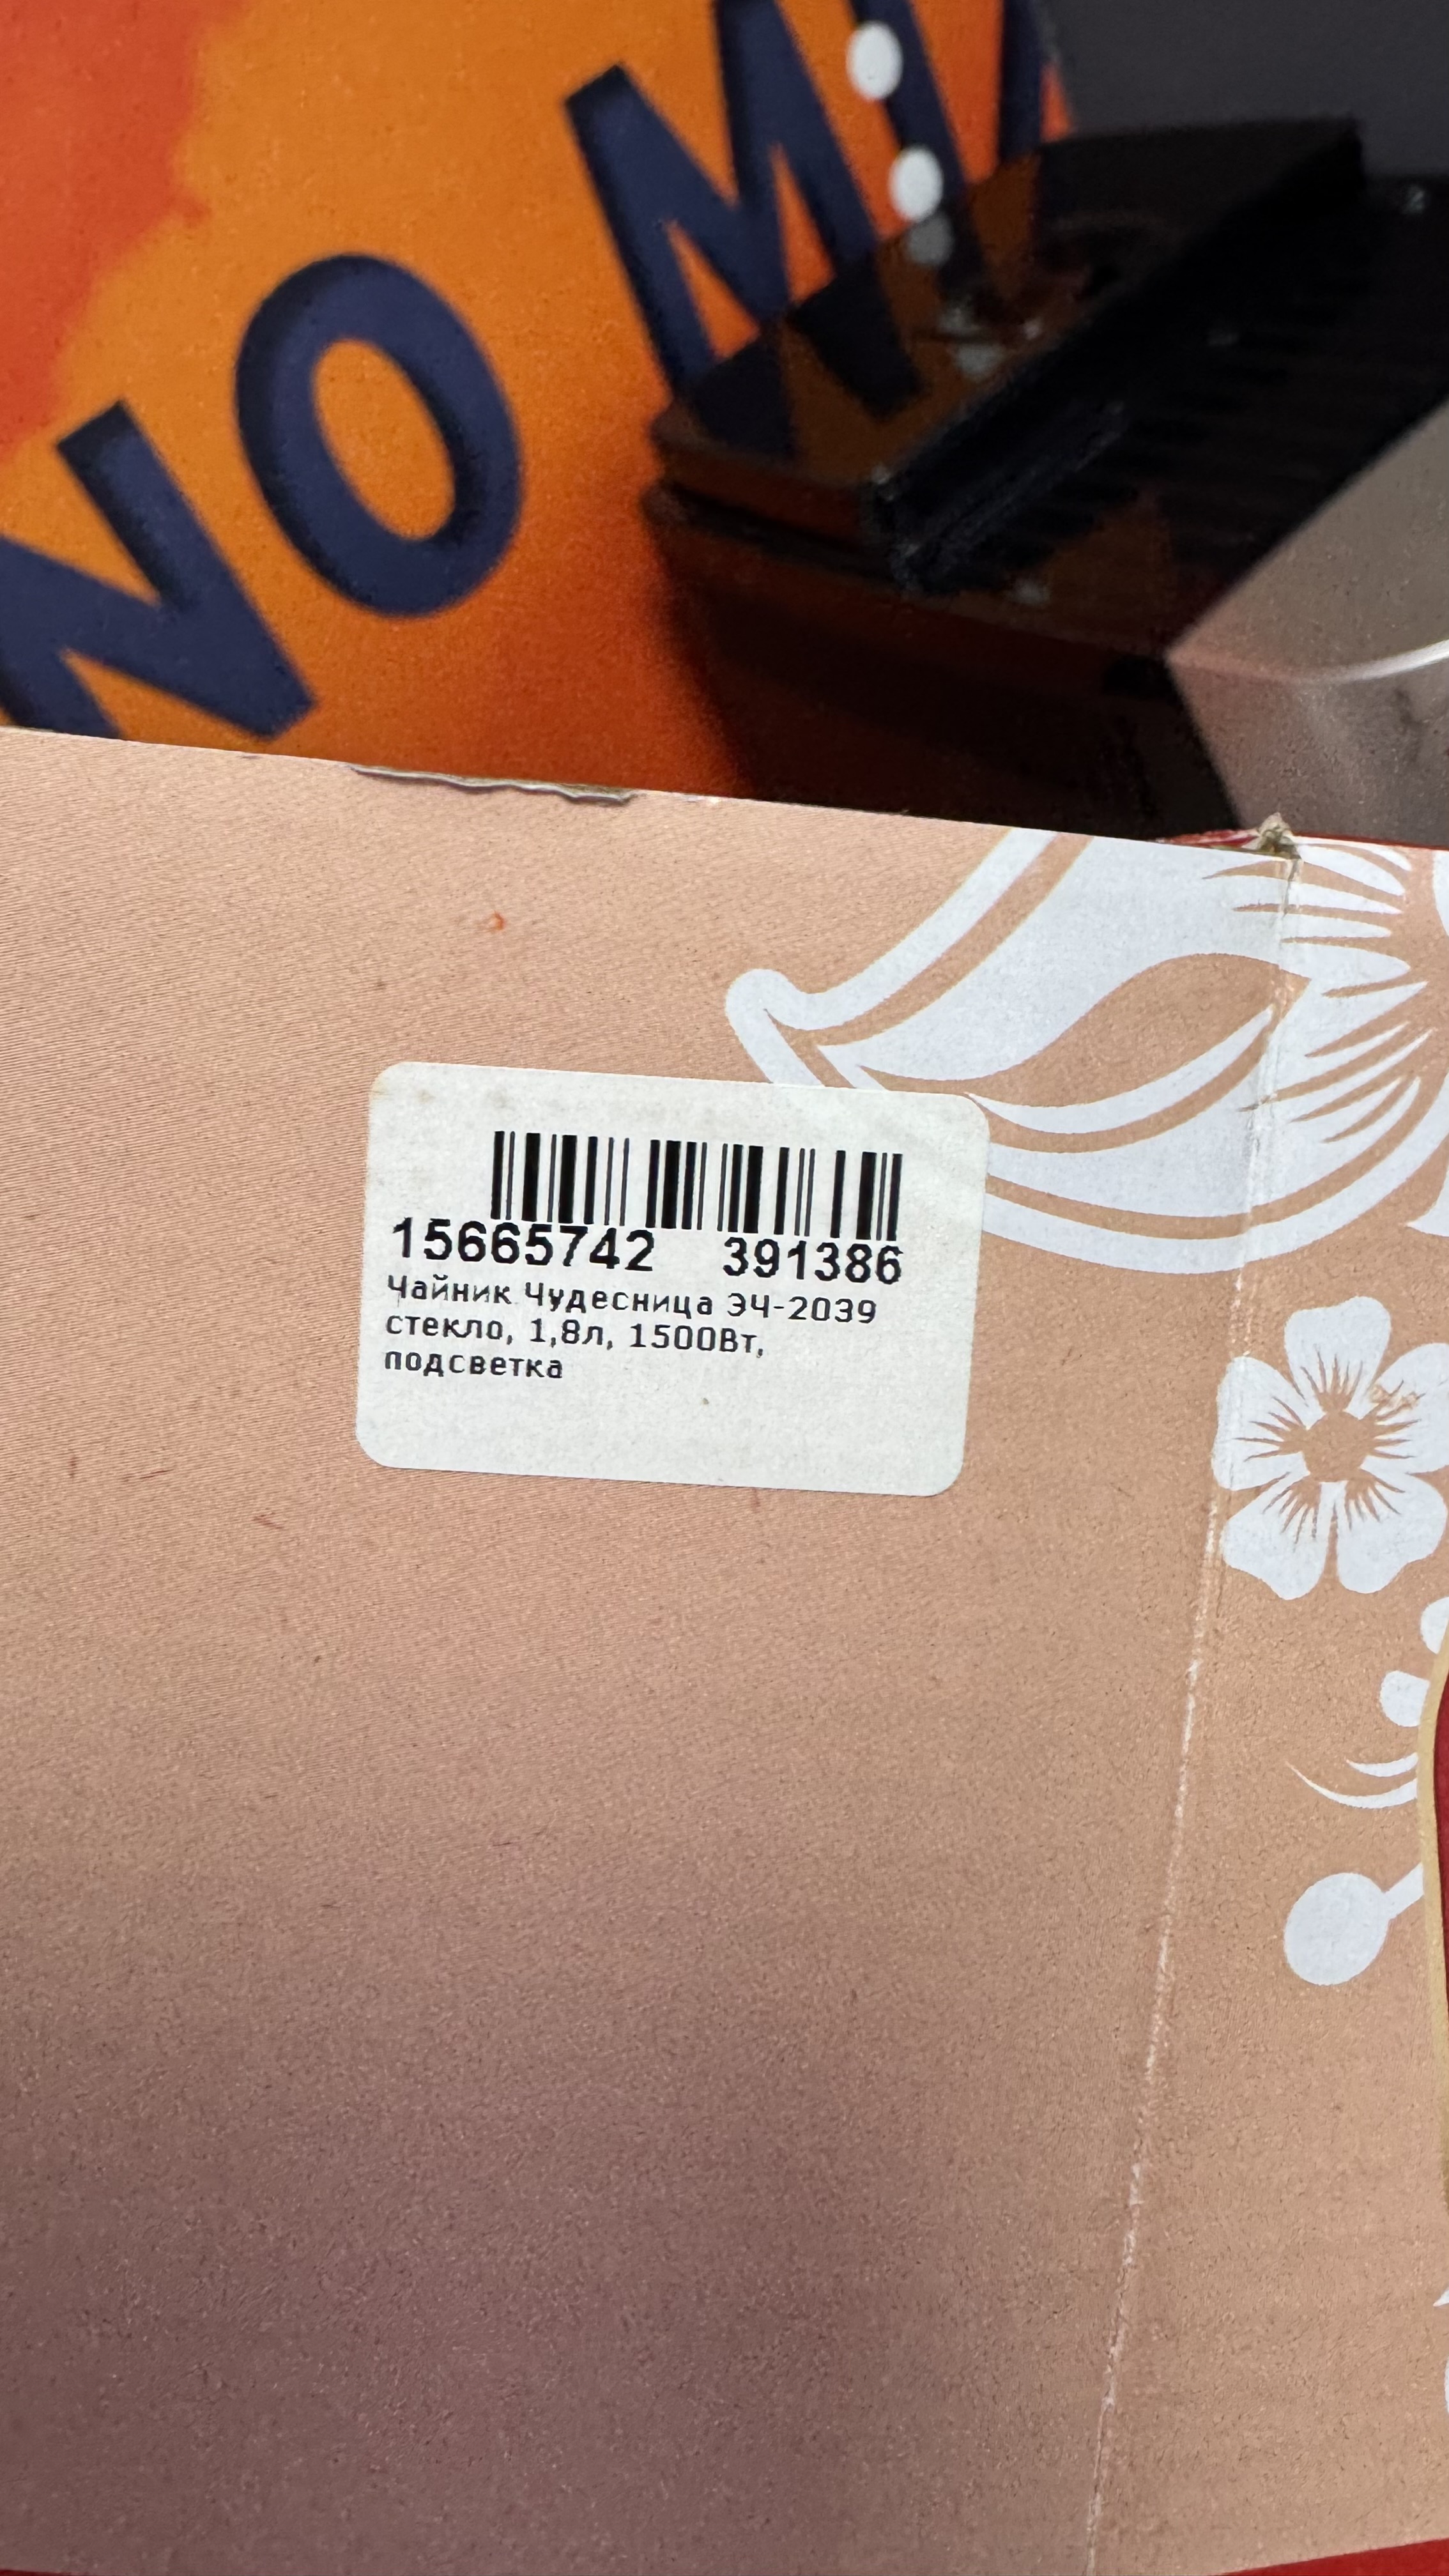 NO MI
15665742 391386
Чайник Чудесница ЭЧ-2039
стекло, 1,8л, 1500Вт,
подсветка